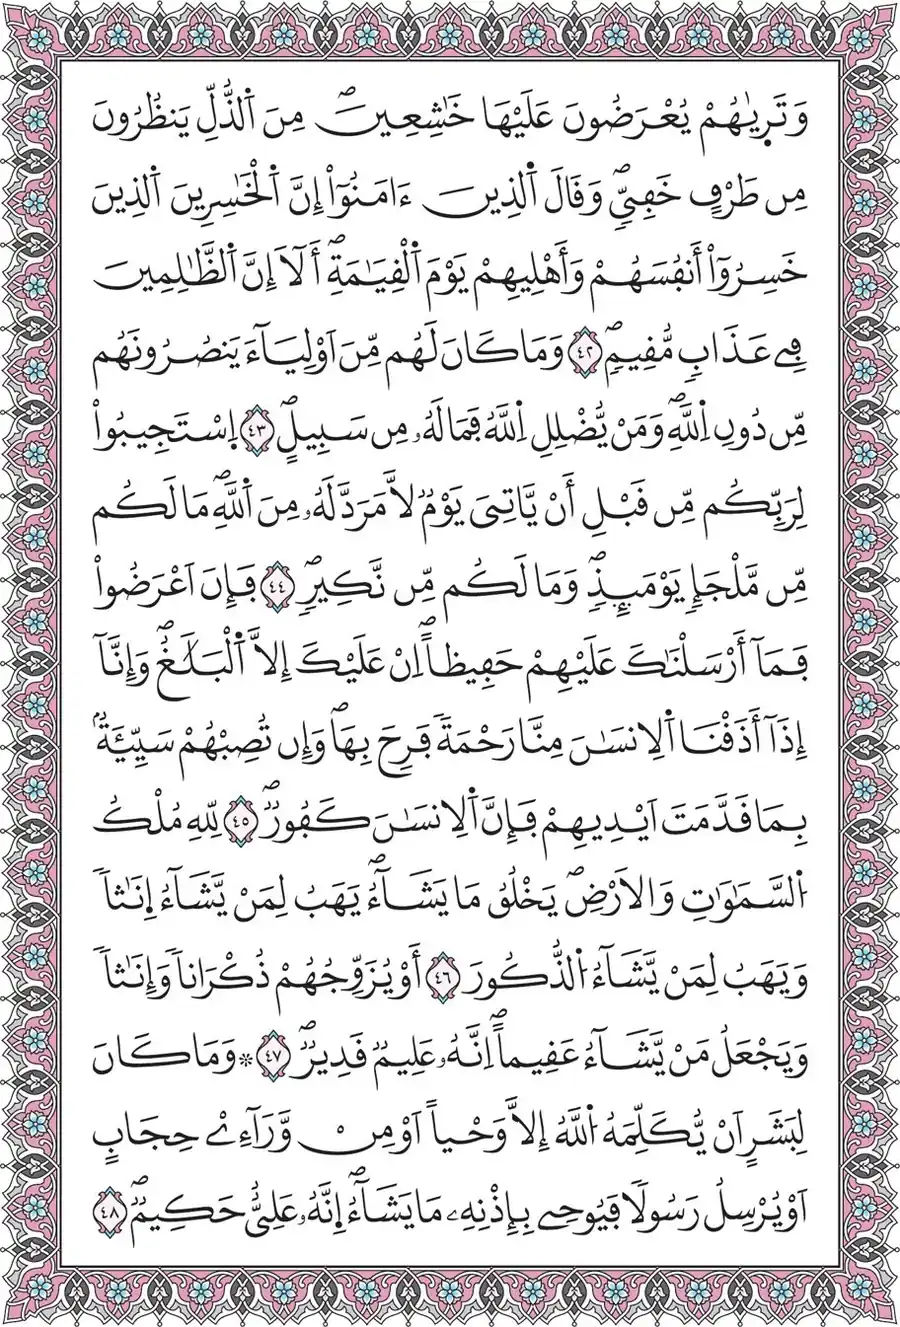 وَتَرٜيٰهُمْ يُعْرَضُونَ عَلَيْهَا خَٰشِعِينَۖ مِنَ اَ۬لذُّلِّ يَنظُرُونَ
مِن طَرْفٍ خَفِيّٖۖ وَقَالَ اَ۬لذِينَ ءَامَنُوٓاْ إِنَّ اَ۬لْخَٰسِرِينَ اَ۬لذِينَ
خَسِرُوٓاْ أَنفُسَهُمْ وَأَهْلِيهِمْ يَوْمَ اَ۬لْقِيَٰمَةِۖ أَلَآ إِنَّ اَ۬لظَّٰلِمِينَ
فِے عَذَابٖ مُّقِيمٖۖ ٤٢ وَمَا كَانَ لَهُم مِّنَ اَوْلِيَآءَ يَنصُرُونَهُم
مِّن دُونِ اِ۬للَّهِۖ وَمَنْ يُّضْلِلِ اِ۬للَّهُ فَمَا لَهُۥ مِن سَبِيلٍۖ ٤٣ اِ۪سْتَجِيبُواْ
لِرَبِّكُم مِّن قَبْلِ أَنْ يَّاتِيَ يَوْمٞ لَّا مَرَدَّ لَهُۥ مِنَ اَ۬للَّهِۖ مَا لَكُم
مِّن مَّلْجَإٖ يَوْمَئِذٖۖ وَمَا لَكُم مِّن نَّكِيرٖۖ ٤٤ فَإِنَ اَعْرَضُواْ
فَمَآ أَرْسَلْنَٰكَ عَلَيْهِمْ حَفِيظاًۖ اِنْ عَلَيْكَ إِلَّا اَ۬لْبَلَٰغُۖ وَإِنَّآ
إِذَآ أَذَقْنَا اَ۬لِانسَٰنَ مِنَّا رَحْمَةٗ فَرِحَ بِهَاۖ وَإِن تُصِبْهُمْ سَيِّئَةُۢ
بِمَا قَدَّمَتَ اَيْدِيهِمْ فَإِنَّ اَ۬لِانسَٰنَ كَفُورٞۖ ٤٥ لِّلهِ مُلْكُ
اُ۬لسَّمَٰوَٰتِ وَالَارْضِۖ يَخْلُقُ مَا يَشَآءُۖ يَهَبُ لِمَنْ يَّشَآءُ إِنَٰثاٗ
وَيَهَبُ لِمَنْ يَّشَآءُ اُ۬لذُّكُورَ ٤٦ أَوْ يُزَوِّجُهُمْ ذُكْرَاناٗ وَإِنَٰثاٗ
وَيَجْعَلُ مَنْ يَّشَآءُ عَقِيماًۖ اِنَّهُۥ عَلِيمٞ قَدِيرٞۖ ٤٧ * وَمَا كَانَ
لِبَشَرٍ اَنْ يُّكَلِّمَهُ اُ۬للَّهُ إِلَّا وَحْياً اَوْ مِنْ وَّرَآءِےْ حِجَابٍ
اَوْ يُرْسِلُ رَسُولاٗ فَيُوحِے بِإِذْنِهِۦ مَا يَشَآءُۖ إِنَّهُۥ عَلِيٌّ حَكِيمٞۖ ٤٨